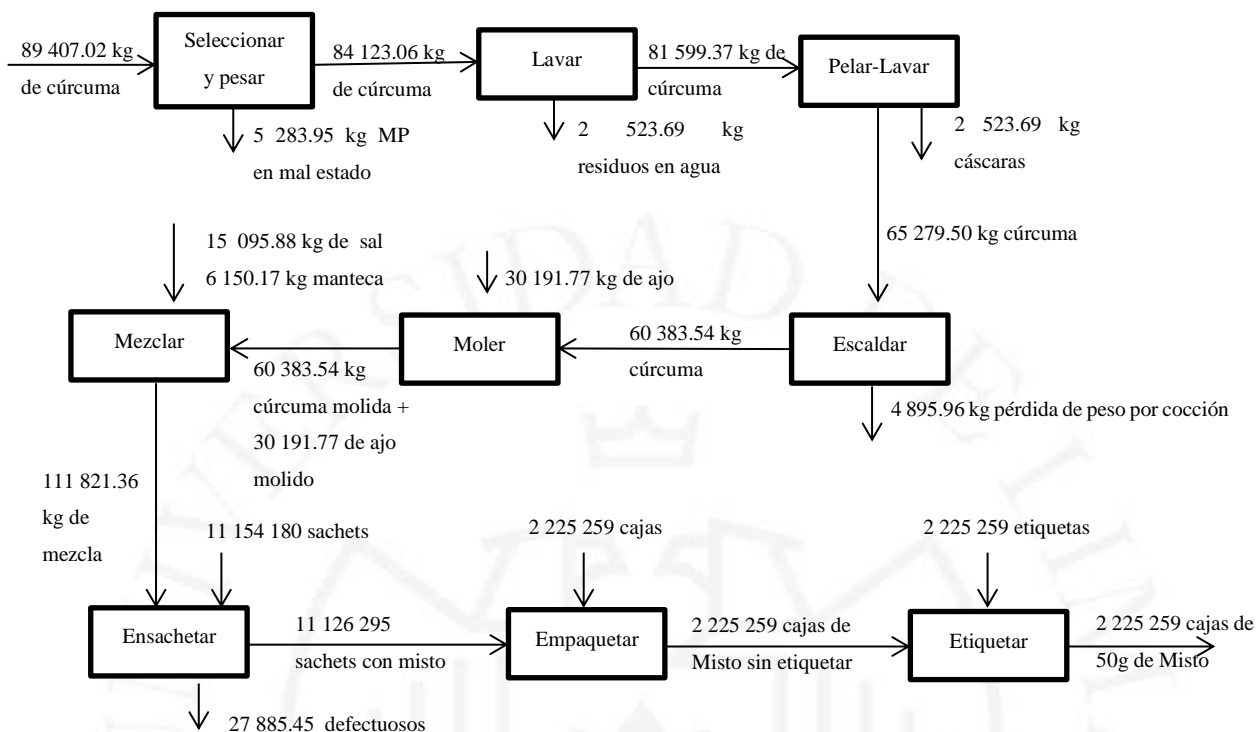 89 407.02 kg
de cúrcuma
Seleccionar
y pesar
84 123.06 kg
de cúrcuma
Lavar
81 599.37 kg de
cúrcuma
Pelar-Lavar
5 283.95 kg MP
en mal estado
2 523.69 kg
residuos en agua
2 523.69 kg
cáscaras
65 279.50 kg cúrcuma
15 095.88 kg de sal
6 150.17 kg manteca
30 191.77 kg de ajo
Mezclar
60 383.54 kg
cúrcuma molida +
30 191.77 de ajo
molido
Moler
60 383.54 kg
cúrcuma
Escaldar
4 895.96 kg pérdida de peso por cocción
111 821.36
kg de
mezcla
11 154 180 sachets
2 225 259 cajas
2 225 259 etiquetas
Ensachetar
11 126 295
sachets con misto
Empaquetar
2 225 259 cajas de
Misto sin etiquetar
Etiquetar
2 225 259 cajas de
50g de Misto
27 885.45 defectuosos
UNIVERSIDAD DE LIM